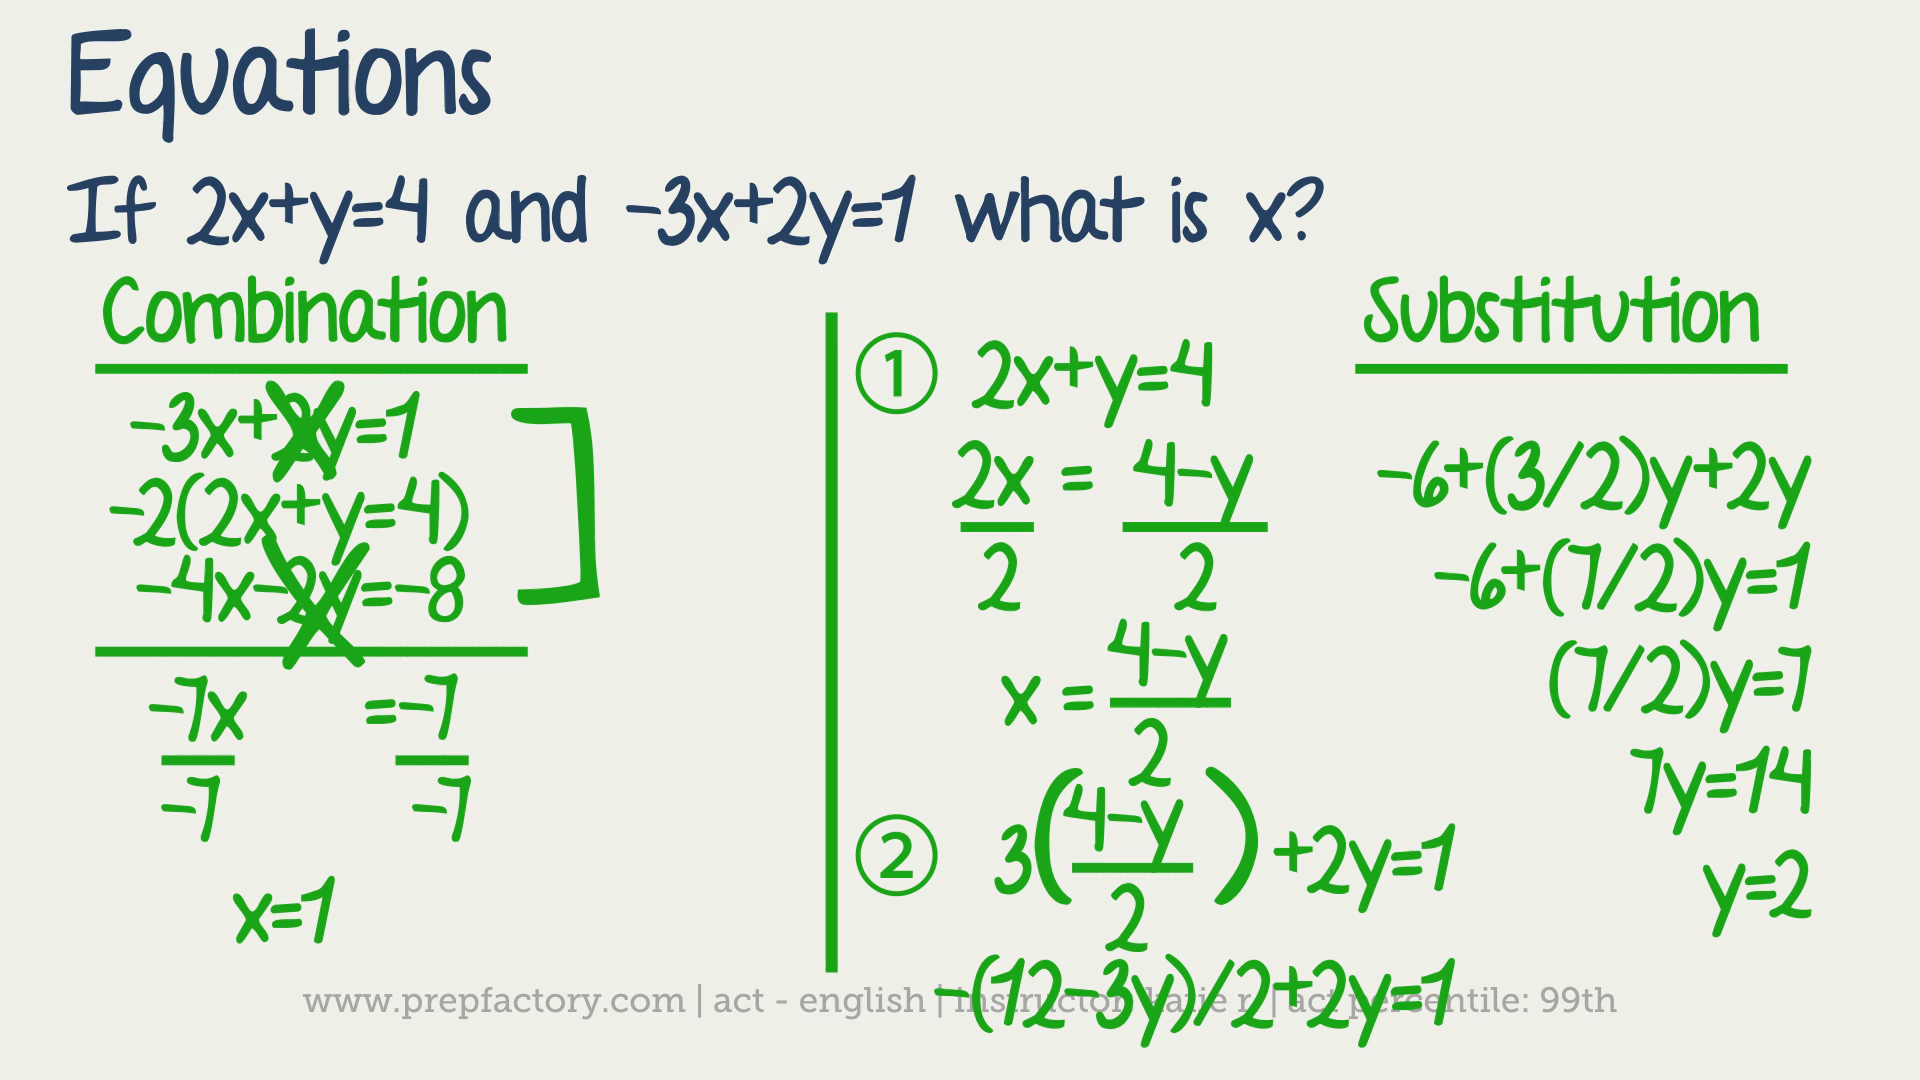 Equations
If 2x+y=4 and -3x+2y=1 what is x?
Combination
-3x+2y=1
-2(2x+y=4)
-4x-2y=-8
-7x =-7
-7 -7
x=1
① 2x+y=4
2x = 4-y
2 2
x = 4-y
2
② 3(4-y) +2y=1
2
-(12-3y)/2+2y=1
Substitution
-6+(3/2)y+2y
-6+(7/2)y=1
(7/2)y=7
7y=14
y=2
www.prepfactory.com | act - english | instructor: katie r. | act percentile: 99th